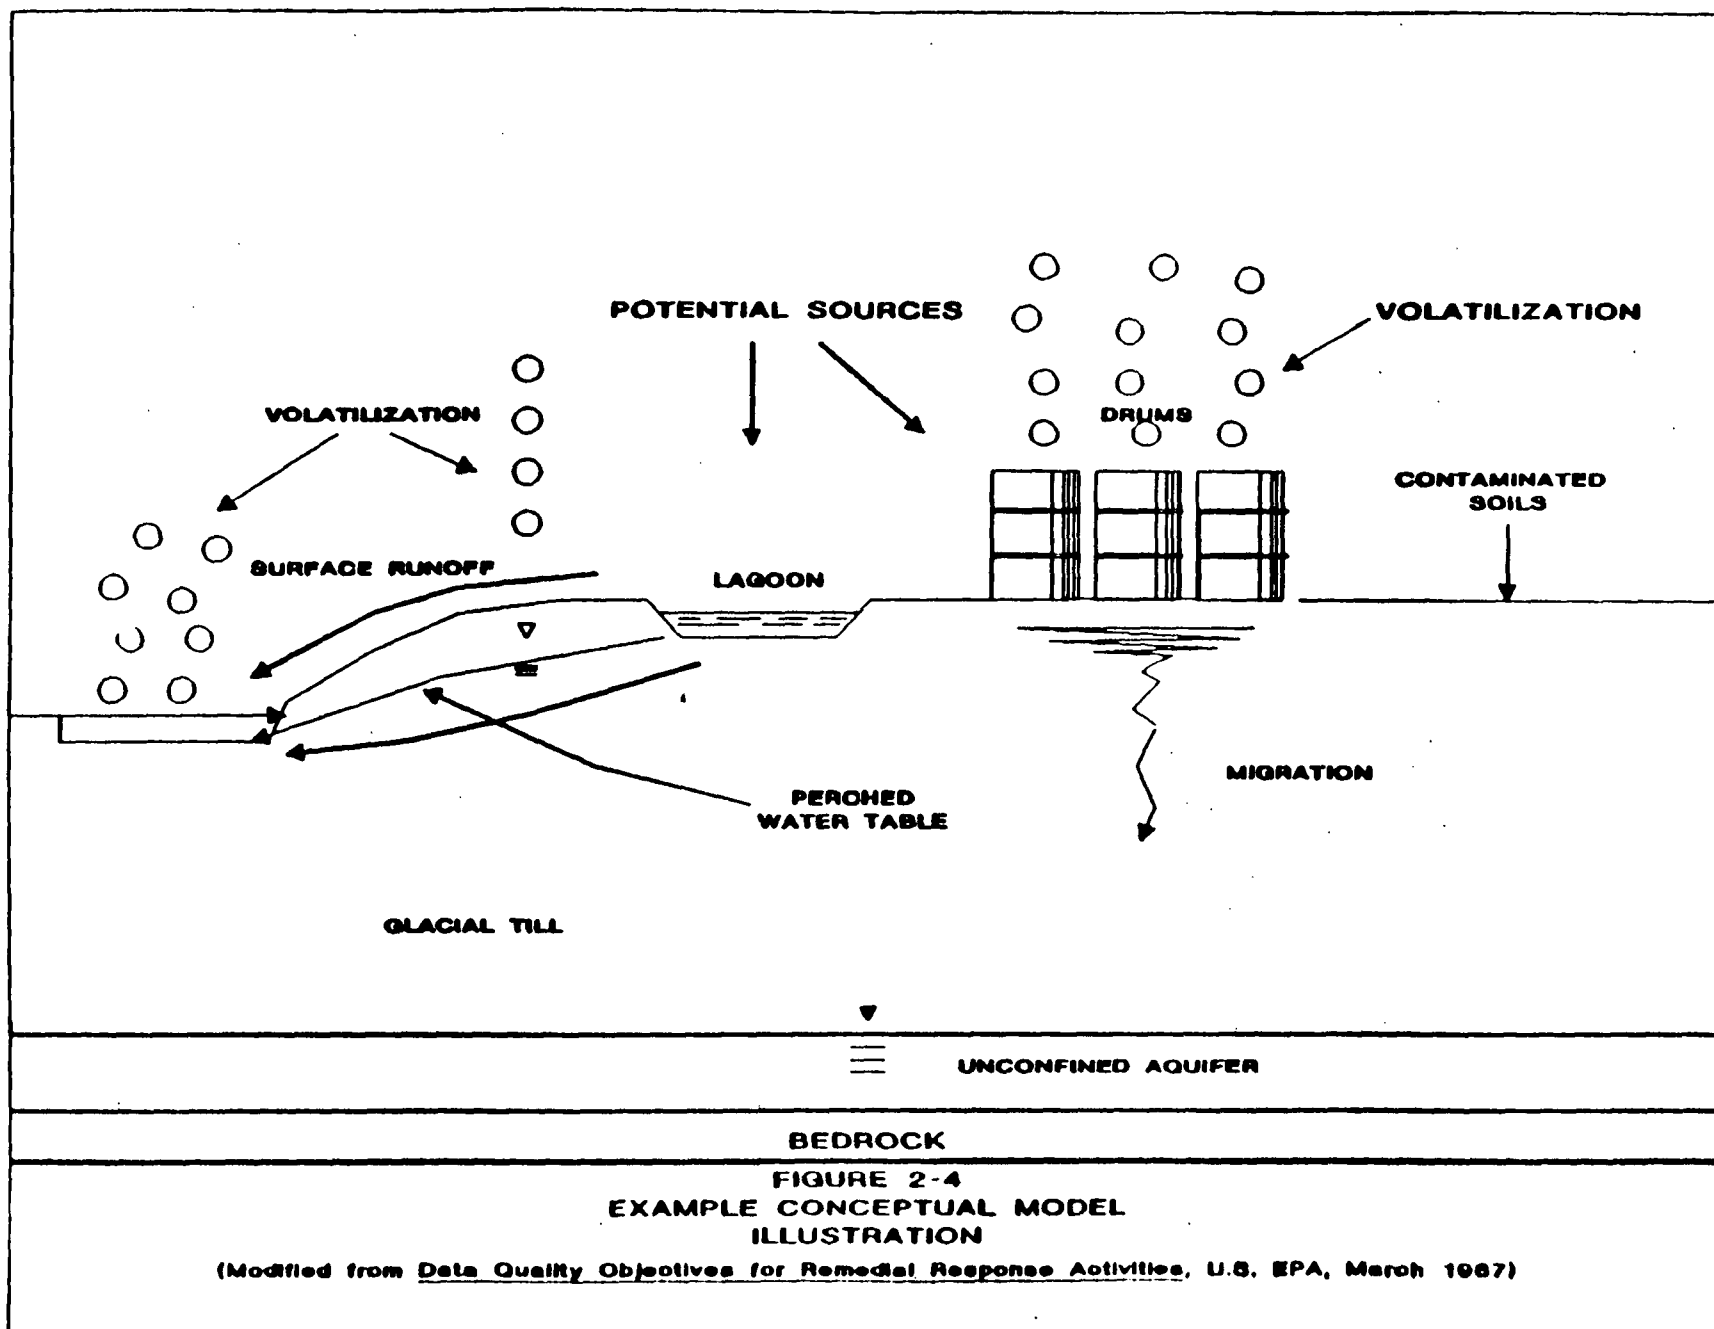 POTENTIAL SOURCES
VOLATILIZATION
VOLATILIZATION
DRUMS
CONTAMINATED
SOILS
SURFACE RUNOFF
LAGOON
MIGRATION
PERCHED
WATER TABLE
GLACIAL TILL
UNCONFINED AQUIFER
BEDROCK
FIGURE 2-4
EXAMPLE CONCEPTUAL MODEL
ILLUSTRATION
(Modified from Data Quality Objectives for Remedial Response Activities, U.S. EPA, March 1987)